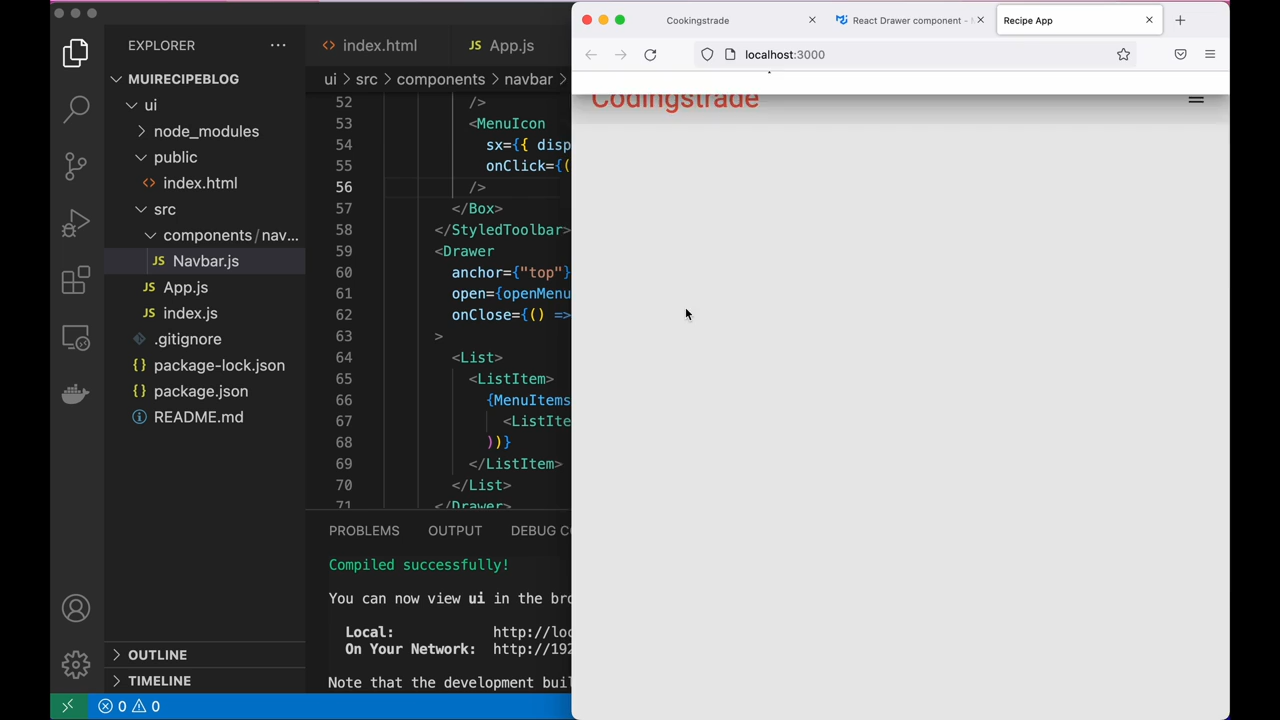 EXPLORER
MUIRECIPEBLOG
ui
node_modules
public
index.html
src
components/nav...
Navbar.js
App.js
index.js
.gitignore
package-lock.json
package.json
README.md
OUTLINE
TIMELINE
0 0
index.html
App.js
ui > src > components > navbar >
52 />
53 <MenuIcon
54 sx={{ disp
55 onClick={(
56 />
57 </Box>
58 </StyledToolbar>
59 <Drawer
60 anchor={"top"}
61 open={openMenu
62 onClose={() =>
63 >
64 <List>
65 <ListItem>
66 {MenuItems
67 <ListIte
68 ))}
69 </ListItem>
70 </List>
71 </Drawer>
PROBLEMS OUTPUT DEBUG CO
Compiled successfully!
You can now view ui in the bro
Local: http://loc
On Your Network: http://192
Note that the development buil
Cookingstrade
React Drawer component -
Recipe App
localhost:3000
Codingstrade